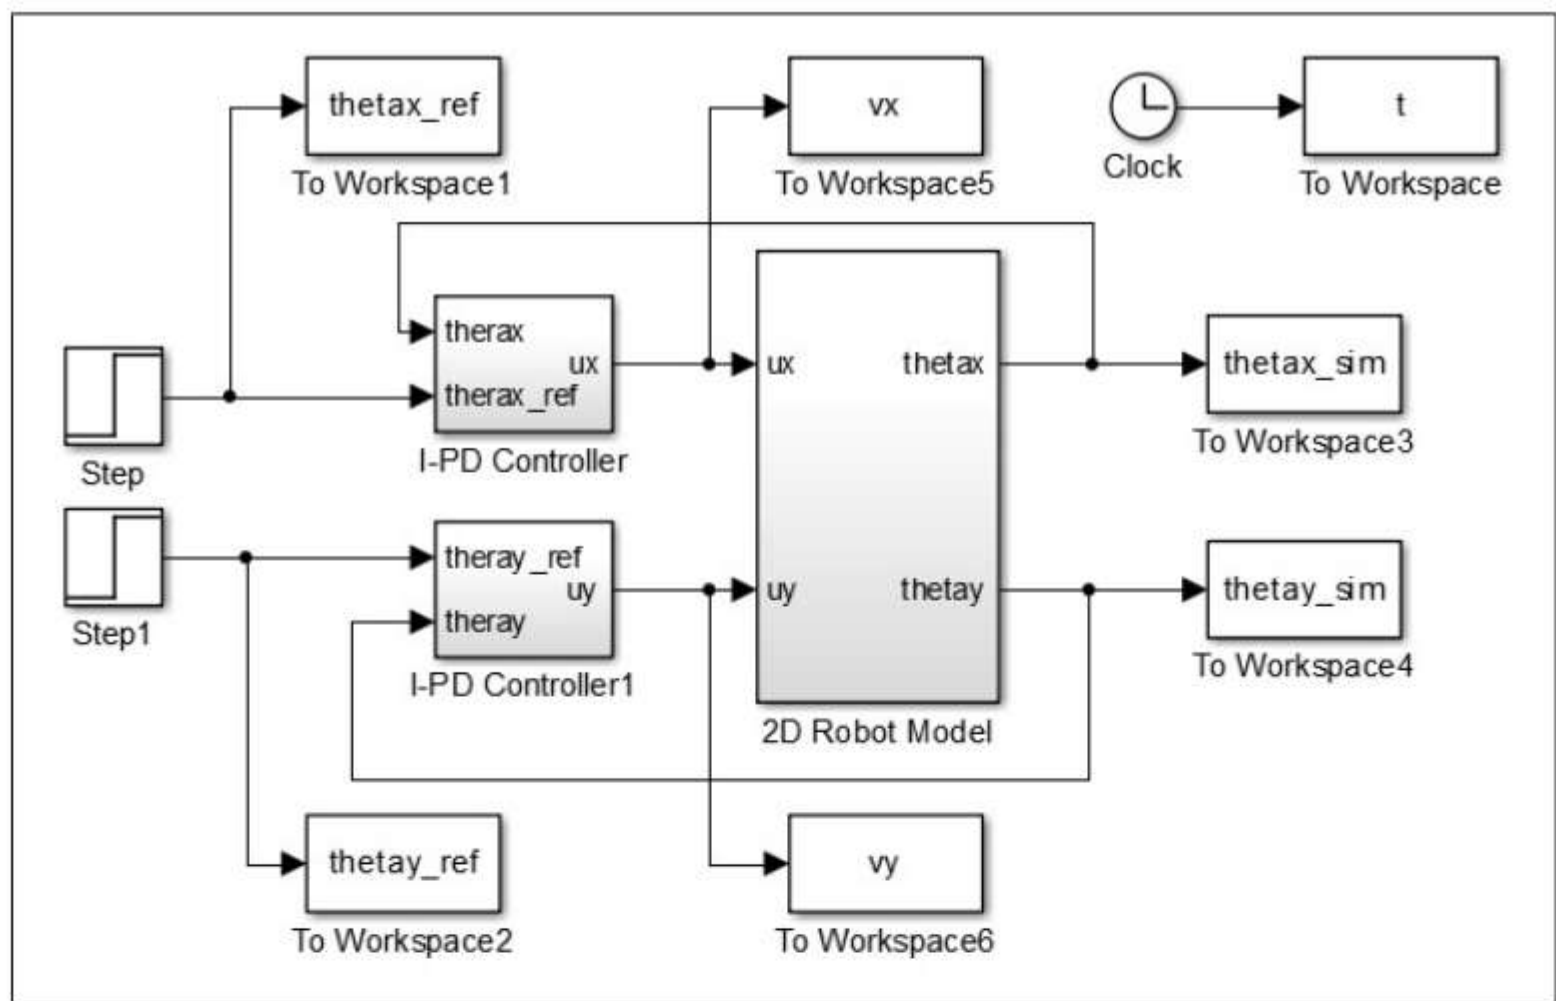 thetax_ref
To Workspace1
vx
To Workspace5
Clock
t
To Workspace
therax
therax_ref
ux
I-PD Controller
Step
ux
thetax
uy
thetay
2D Robot Model
thetax_sim
To Workspace3
Step1
theray_ref
theray
uy
I-PD Controller1
thetay_sim
To Workspace4
thetay_ref
To Workspace2
vy
To Workspace6